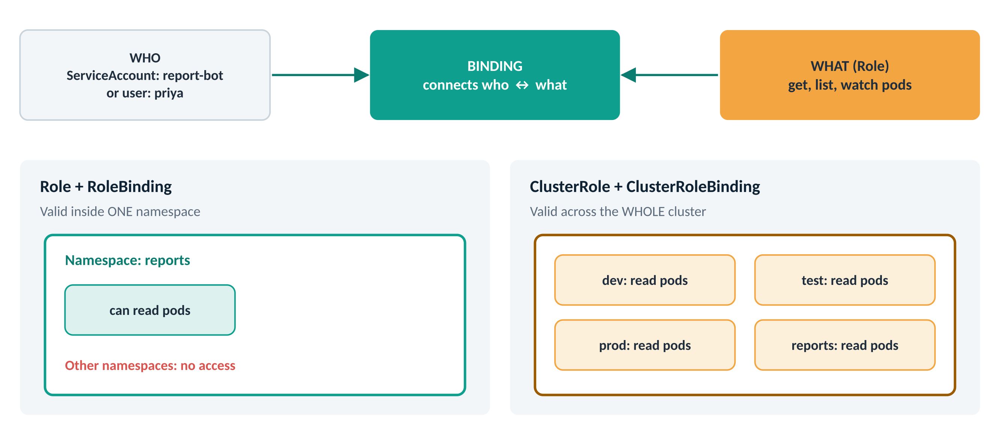 WHO
ServiceAccount: report-bot
or user: priya
BINDING
connects who ↔ what
WHAT (Role)
get, list, watch pods
Role + RoleBinding
Valid inside ONE namespace
Namespace: reports
can read pods
Other namespaces: no access
ClusterRole + ClusterRoleBinding
Valid across the WHOLE cluster
dev: read pods
test: read pods
prod: read pods
reports: read pods